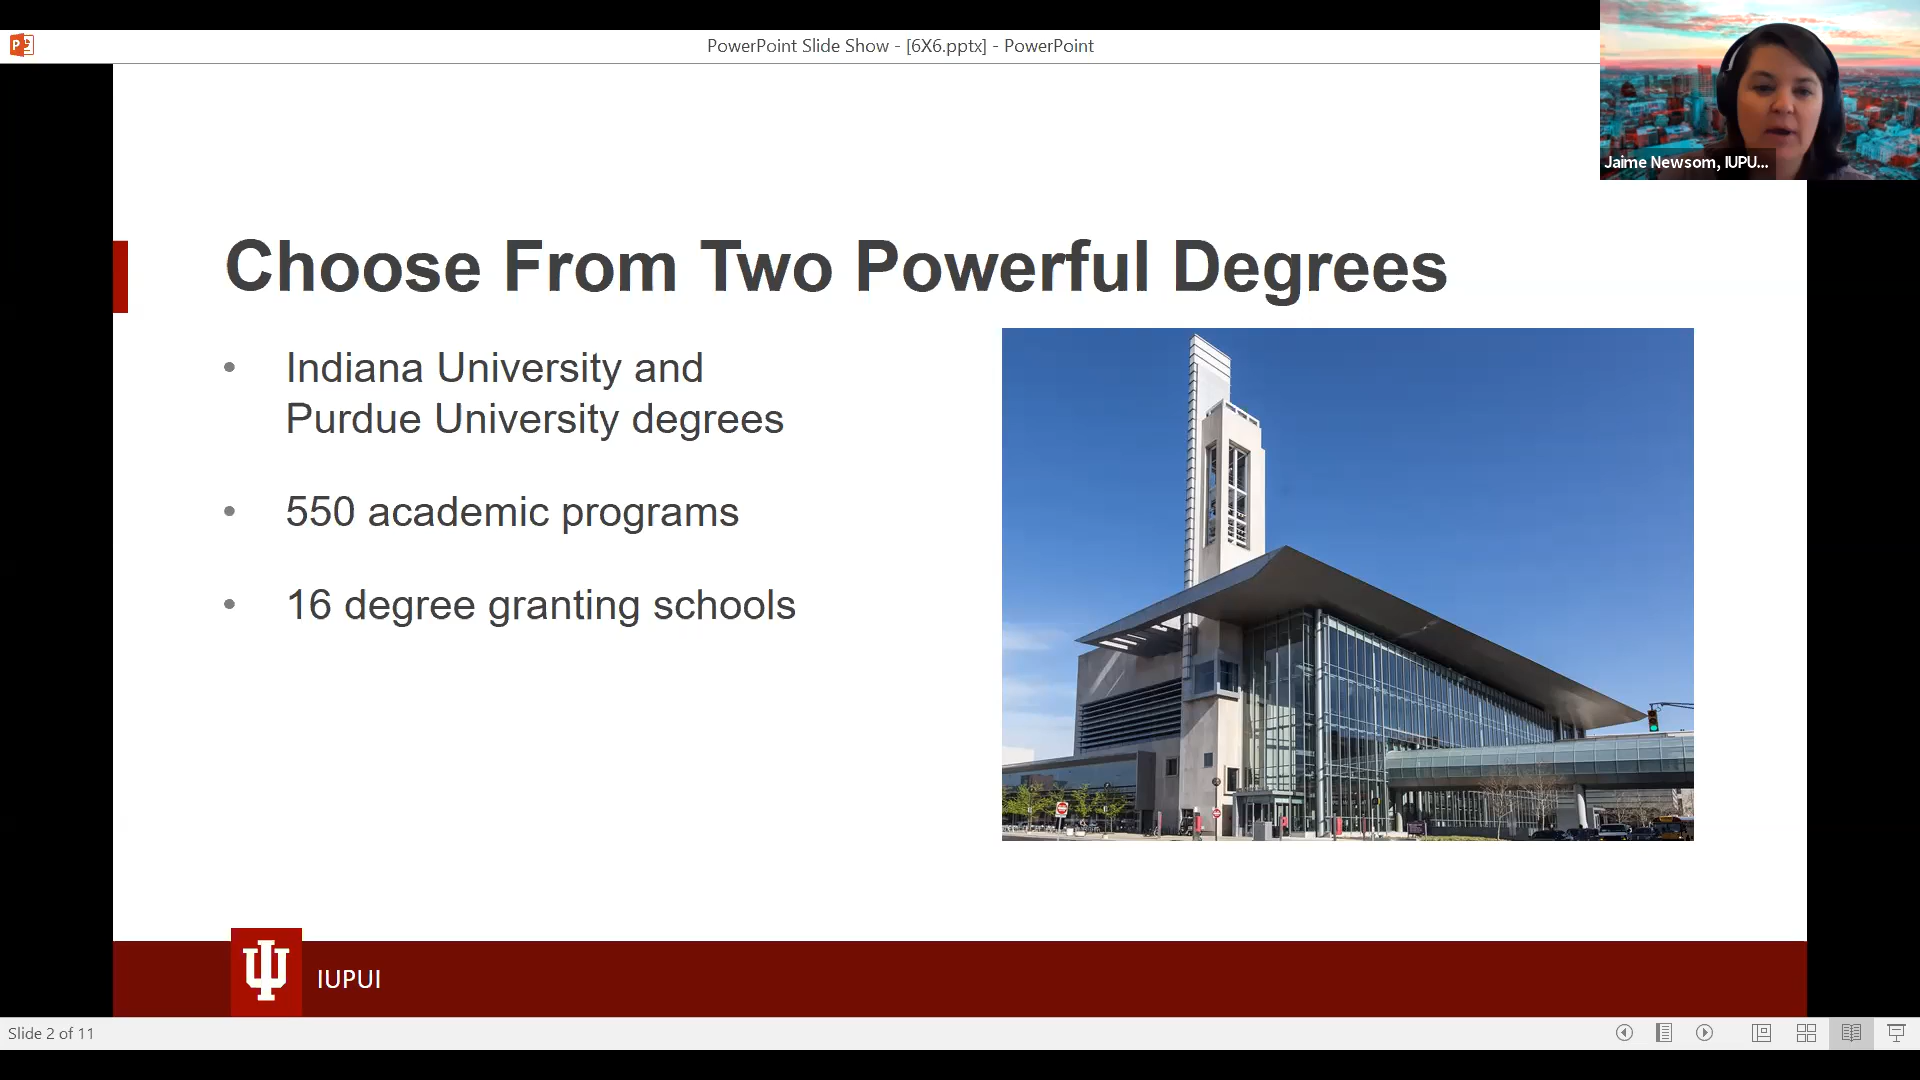 PowerPoint Slide Show - [6X6.pptx] - PowerPoint
Jaime Newsom, IUPU...
Choose From Two Powerful Degrees
• Indiana University and
Purdue University degrees
• 550 academic programs
• 16 degree granting schools
IUPUI
Slide 2 of 11